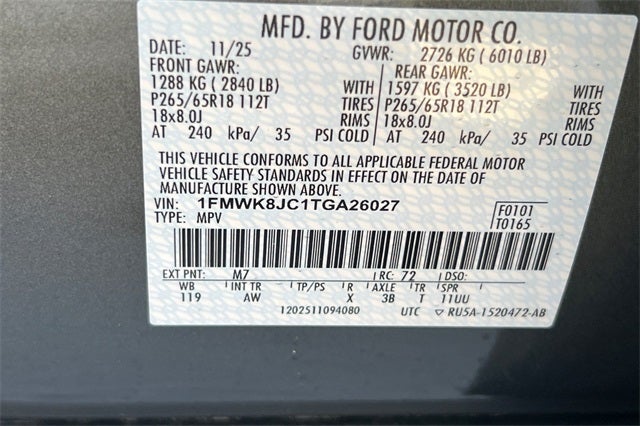 MFD. BY FORD MOTOR CO.
DATE: 11/25 GVWR: 2726 KG ( 6010 LB)
FRONT GAWR: REAR GAWR:
1288 KG ( 2840 LB) WITH 1597 KG ( 3520 LB) WITH
P265/65R18 112T TIRES P265/65R18 112T TIRES
18x8.0J RIMS 18x8.0J RIMS
AT 240 kPa/ 35 PSI COLD AT 240 kPa/ 35 PSI COLD
THIS VEHICLE CONFORMS TO ALL APPLICABLE FEDERAL MOTOR
VEHICLE SAFETY STANDARDS IN EFFECT ON THE DATE OF
MANUFACTURE SHOWN ABOVE.
VIN: 1FMWK8JC1TGA26027 F0101
TYPE: MPV T0165
EXT PNT: M7 RC: 72 DSO:
WB INT TR TP/PS R AXLE TR SPR
119 AW X 3B T 11UU
1202511094080 UTC ▽ RU5A-1520472-AB